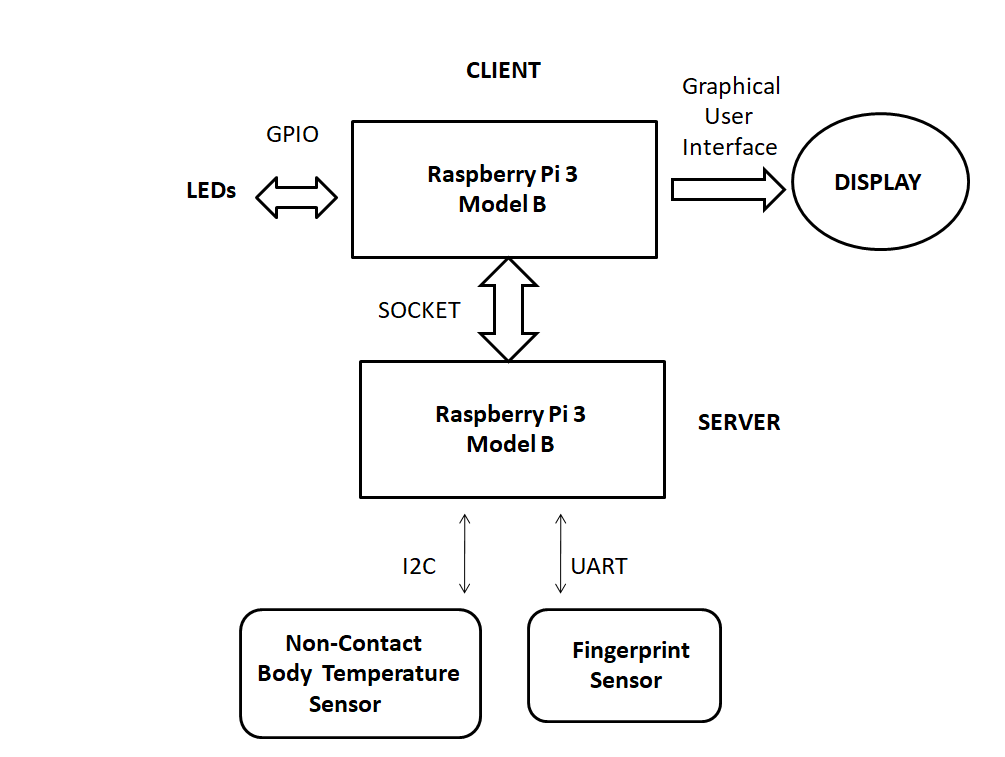 CLIENT
Graphical
User
Interface
GPIO
LEDs
Raspberry Pi 3
Model B
DISPLAY
SOCKET
Raspberry Pi 3
Model B
SERVER
I2C
UART
Non-Contact
Body Temperature
Sensor
Fingerprint
Sensor